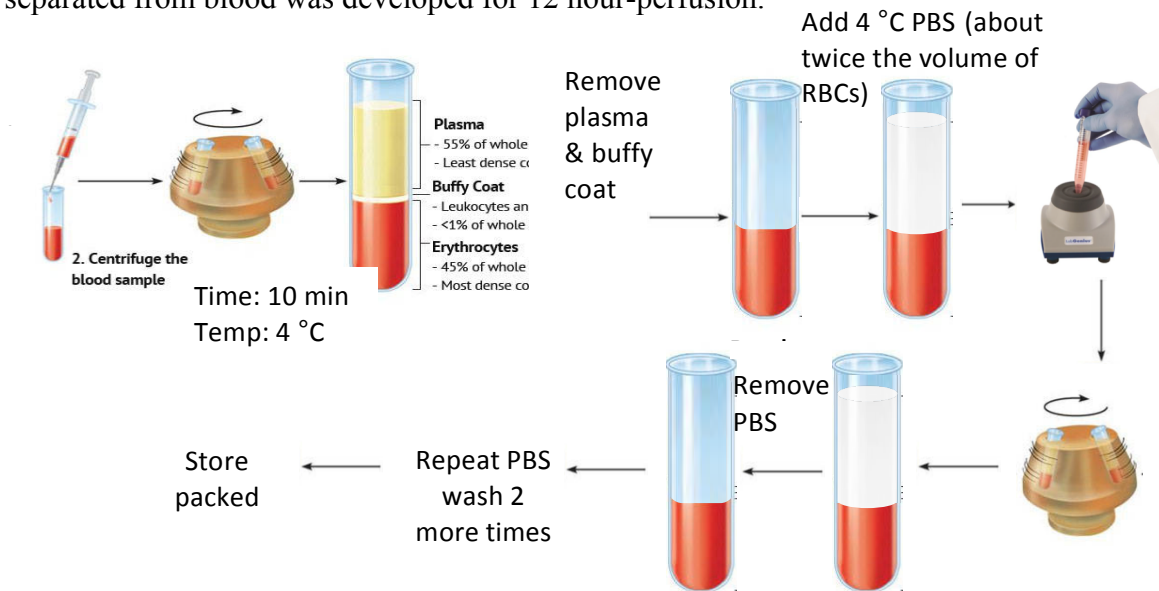 separated from blood was developed for 12 hour-perfusion.
2. Centrifuge the
blood sample
Time: 10 min
Temp: 4 °C
Plasma
- 55% of whole
- Least dense co
Buffy Coat
- Leukocytes an
- <1% of whole
Erythrocytes
- 45% of whole
- Most dense co
Remove
plasma
& buffy
coat
Add 4 °C PBS (about
twice the volume of
RBCs)
Remove
PBS
Repeat PBS
wash 2
more times
Store
packed